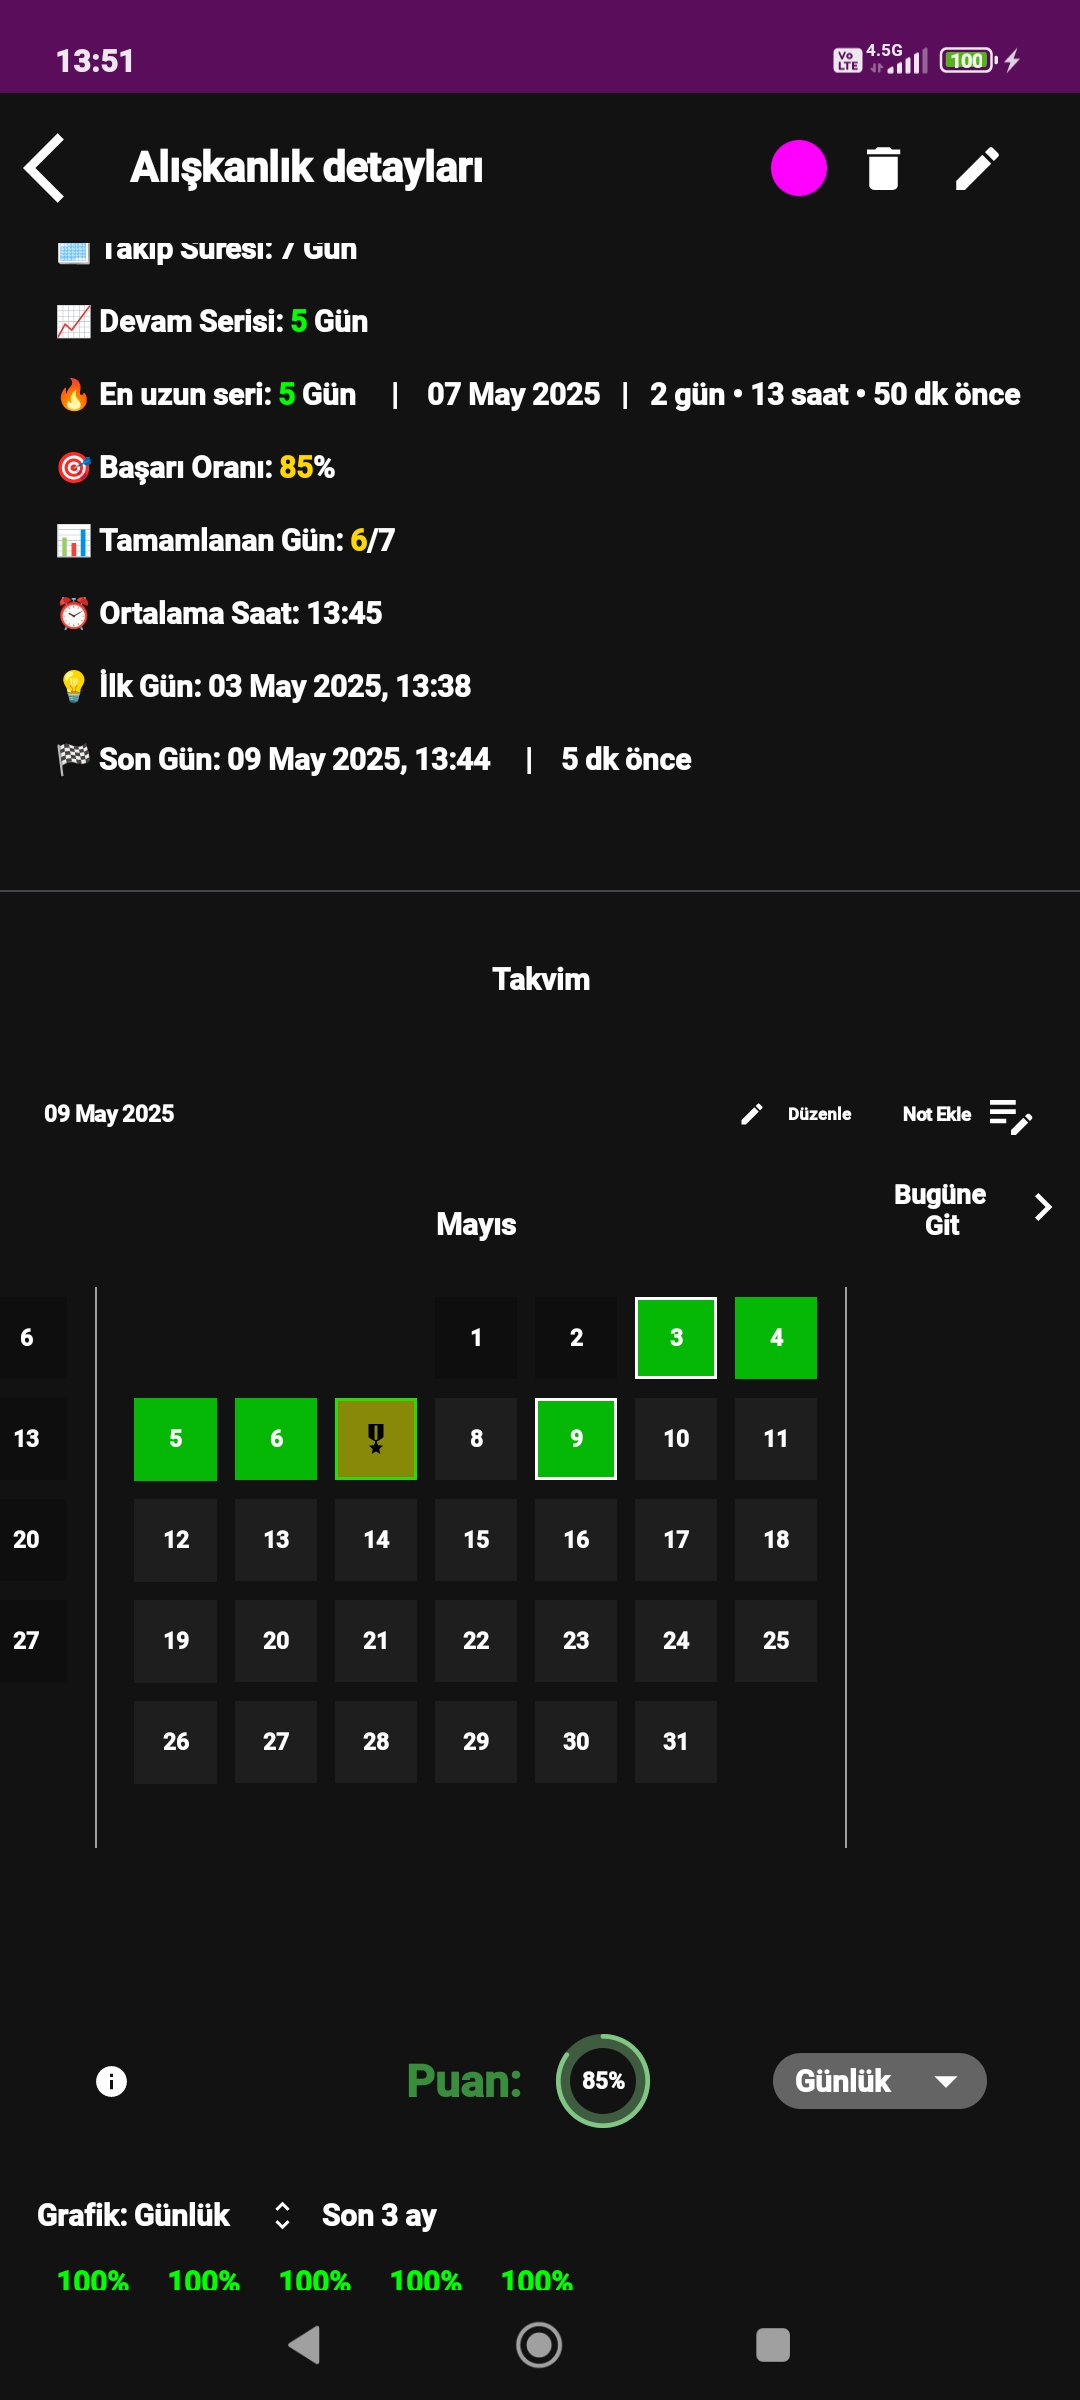 13:51
Vo LTE 4.5G 100
Alışkanlık detayları
Takip Süresi: 7 Gün
Devam Serisi: 5 Gün
En uzun seri: 5 Gün | 07 May 2025 | 2 gün • 13 saat • 50 dk önce
Başarı Oranı: 85%
Tamamlanan Gün: 6/7
Ortalama Saat: 13:45
İlk Gün: 03 May 2025, 13:38
Son Gün: 09 May 2025, 13:44 | 5 dk önce
Takvim
09 May 2025 Düzenle Not Ekle
Bugüne
Git
Mayıs
6 1 2 3 4
13 5 6 8 9 10 11
20 12 13 14 15 16 17 18
27 19 20 21 22 23 24 25
26 27 28 29 30 31
Puan: 85% Günlük
Grafik: Günlük Son 3 ay
100% 100% 100% 100% 100%